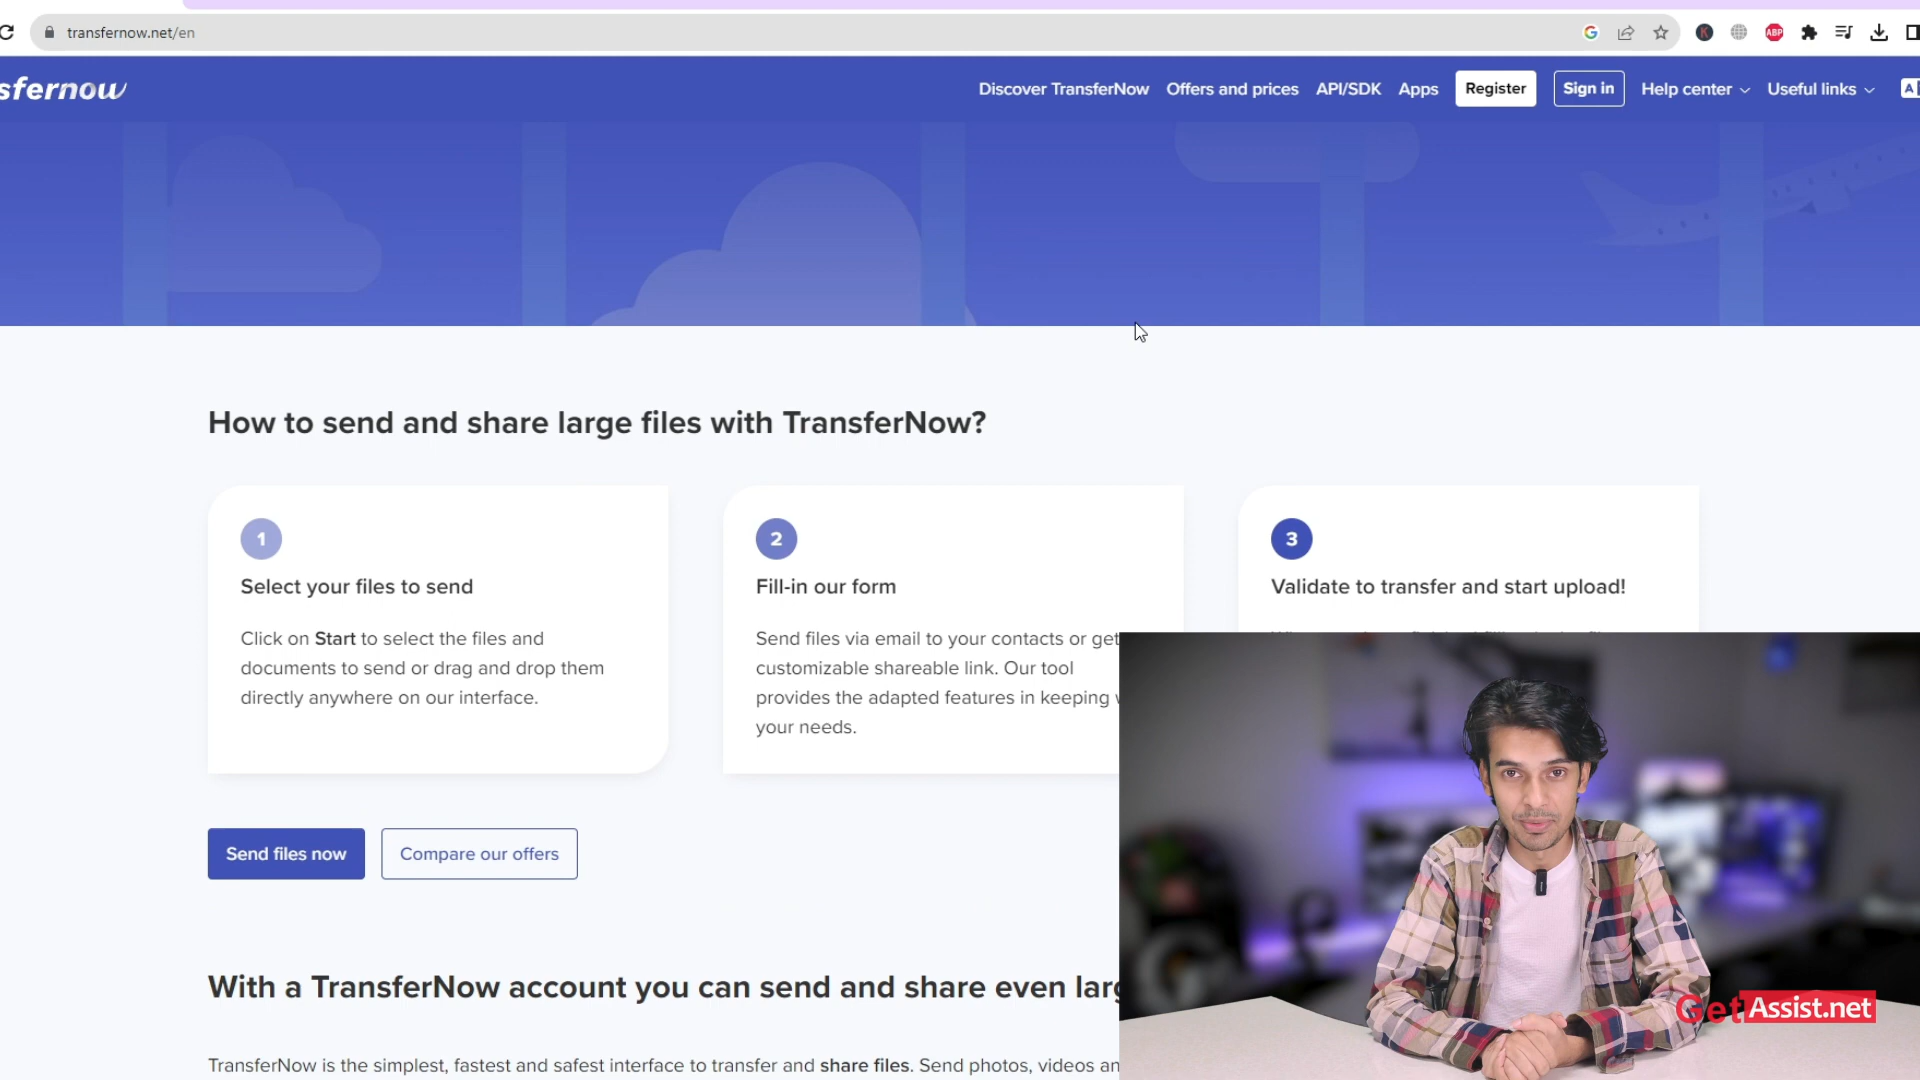 transfernow.net/en
sfernow
Discover TransferNow
Offers and prices
API/SDK
Apps
Register
Sign in
Help center
Useful links
How to send and share large files with TransferNow?
1
Select your files to send
Click on Start to select the files and
documents to send or drag and drop them
directly anywhere on our interface.
2
Fill-in our form
Send files via email to your contacts or get
customizable shareable link. Our tool
provides the adapted features in keeping
your needs.
3
Validate to transfer and start upload!
Send files now
Compare our offers
With a TransferNow account you can send and share even larg
TransferNow is the simplest, fastest and safest interface to transfer and share files. Send photos, videos an
GetAssist.net
ABP
K